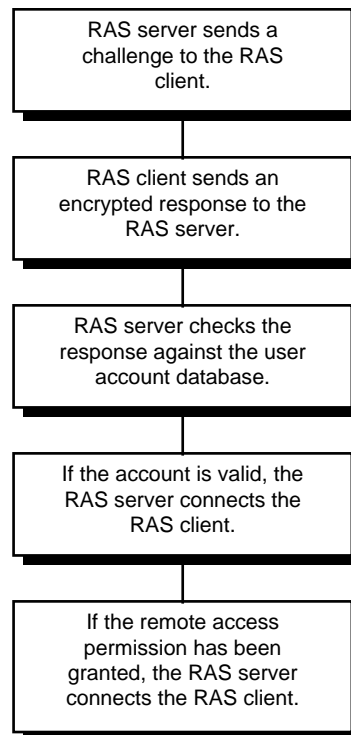 RAS server sends a
challenge to the RAS
client.
RAS client sends an
encrypted response to the
RAS server.
RAS server checks the
response against the user
account database.
If the account is valid, the
RAS server connects the
RAS client.
If the remote access
permission has been
granted, the RAS server
connects the RAS client.